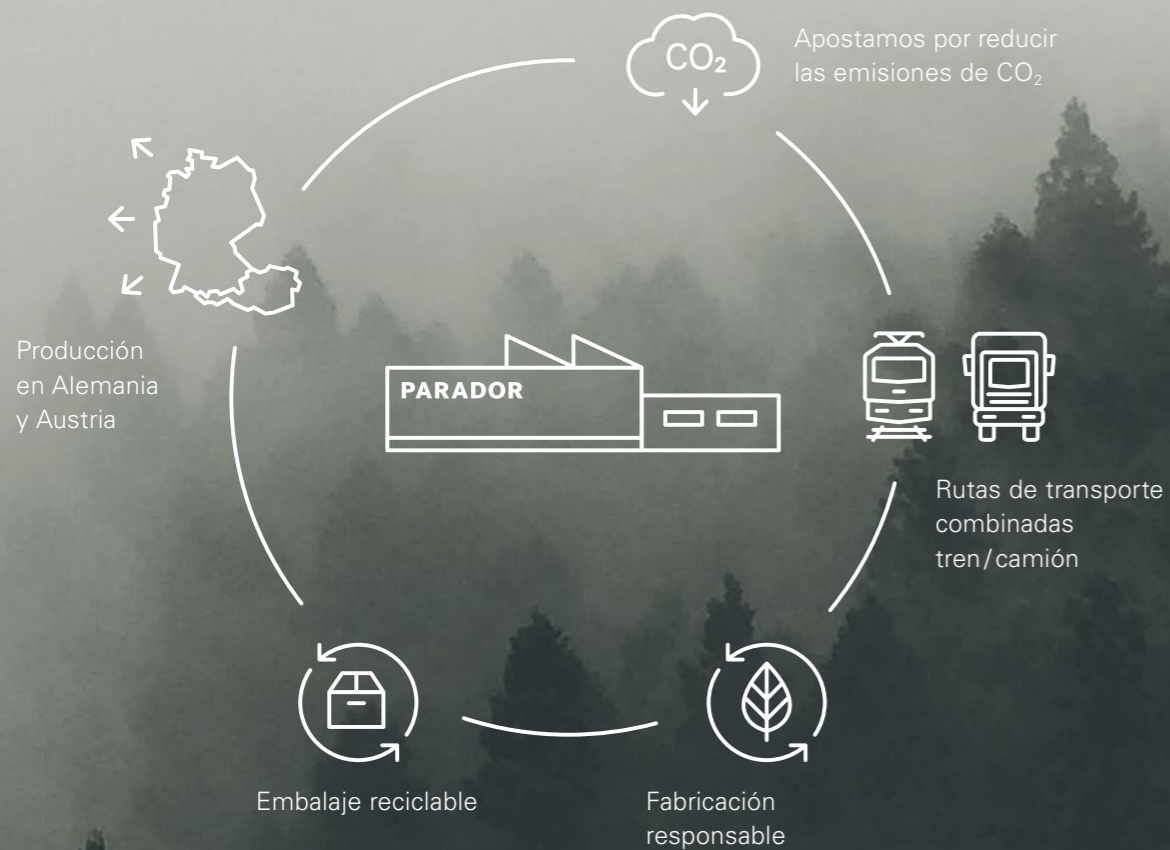 CO₂
Apostamos por reducir
las emisiones de CO₂
Producción
en Alemania
y Austria
PARADOR
Rutas de transporte
combinadas
tren/camión
Embalaje reciclable
Fabricación
responsable